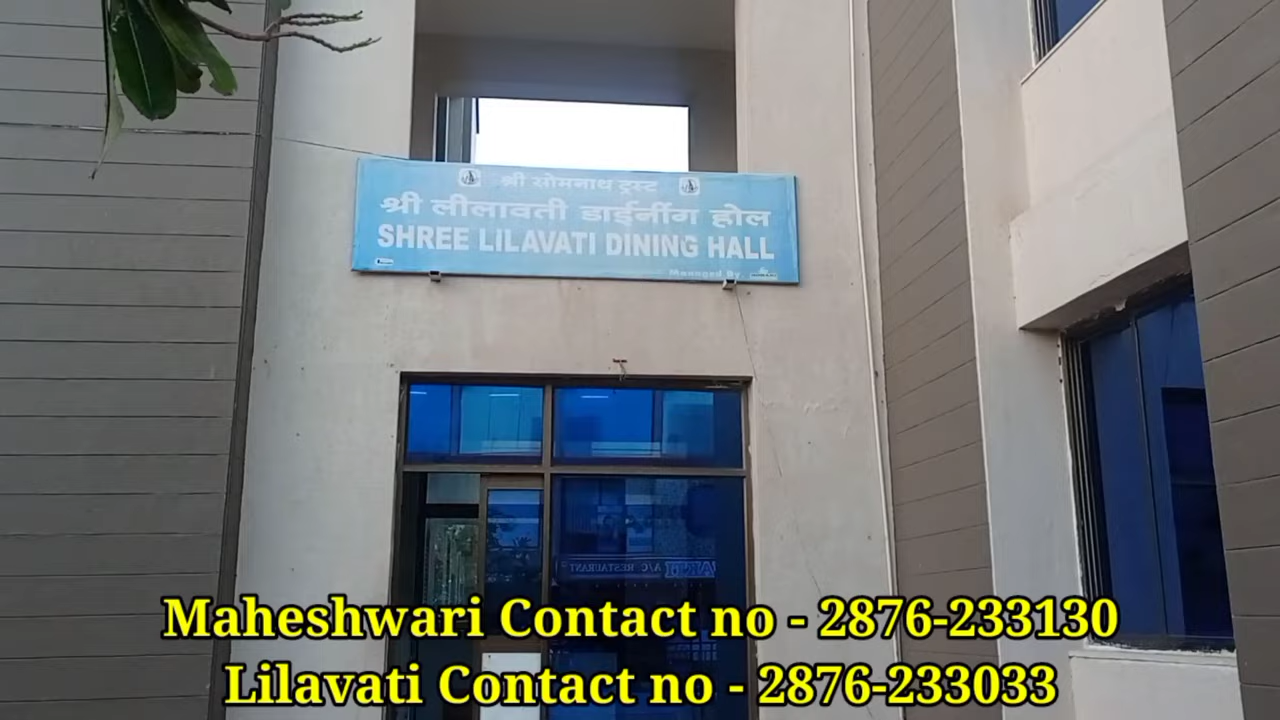 श्री सोमनाथ ट्रस्ट
श्री लीलावती डाईनींग होल
SHREE LILAVATI DINING HALL
Managed By.
A/C RESTAURANT
Maheshwari Contact no - 2876-233130
Lilavati Contact no - 2876-233033